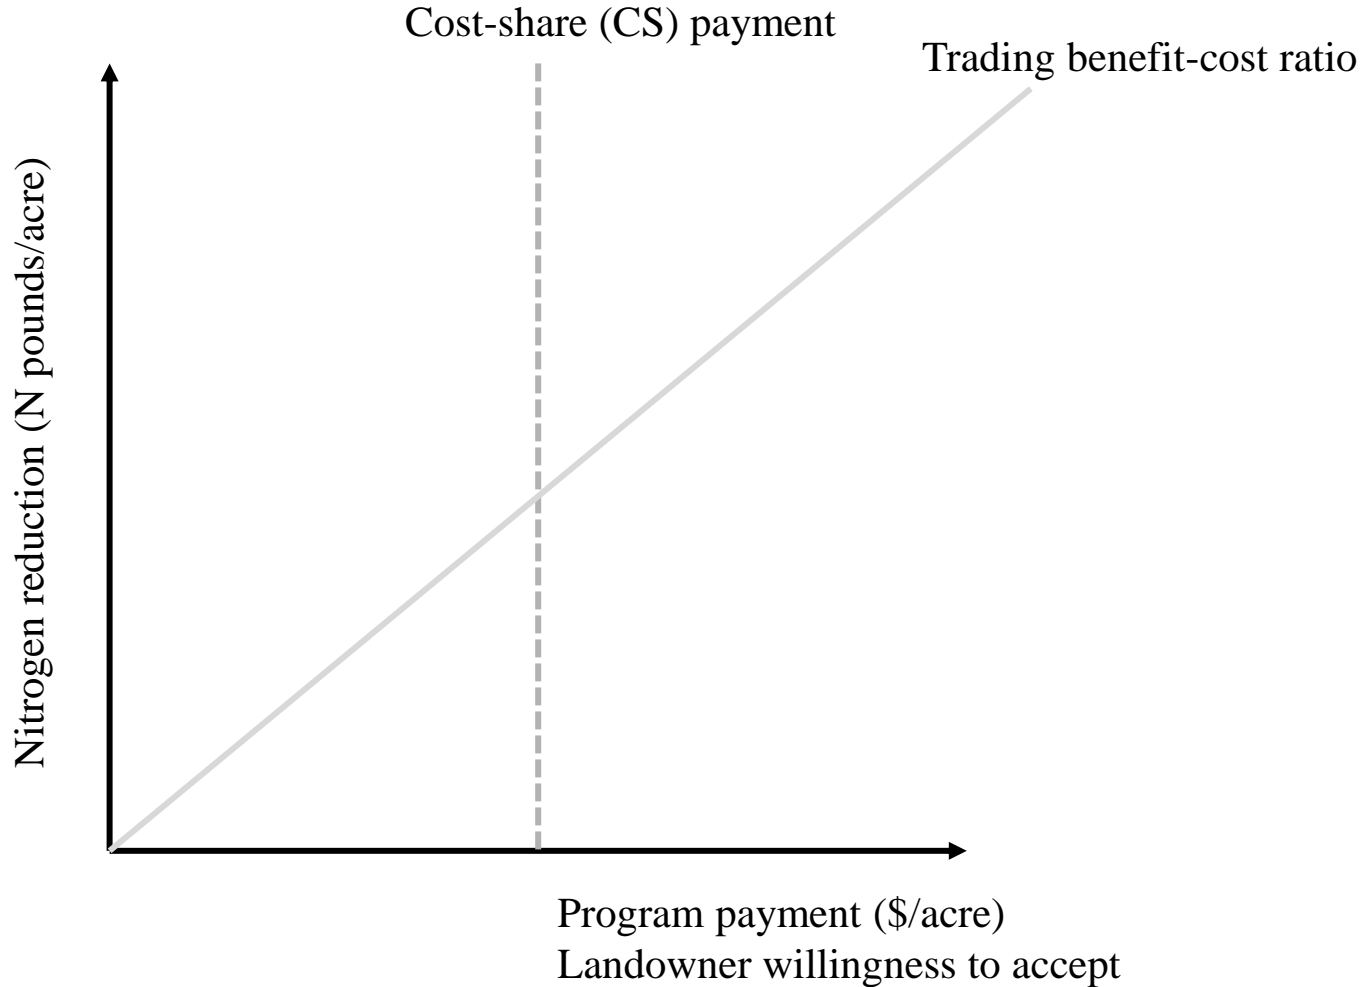 Cost-share (CS) payment
Trading benefit-cost ratio
Nitrogen reduction (N pounds/acre)
Program payment ($/acre)
Landowner willingness to accept